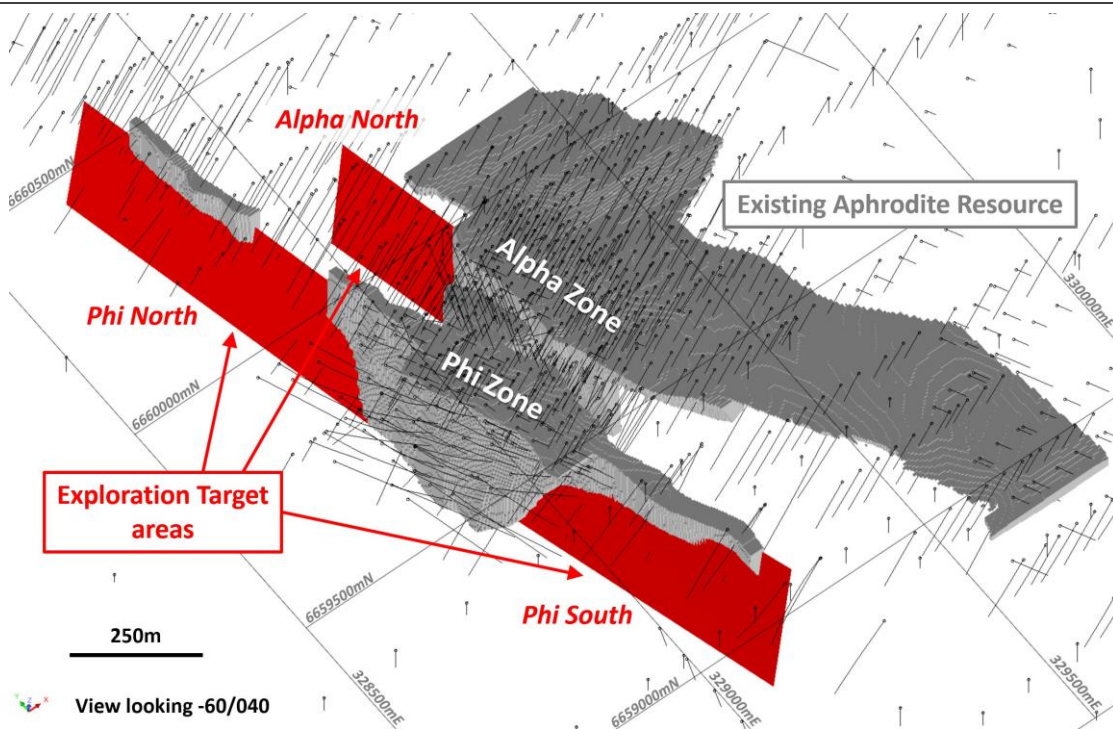 Alpha North
6660500mN
Existing Aphrodite Resource
Alpha Zone
330000mE
Phi North
Phi Zone
6660000mN
Exploration Target
areas
6659500mN
Phi South
250m
328500mE
329000mE
329500mE
6659000mN
View looking -60/040